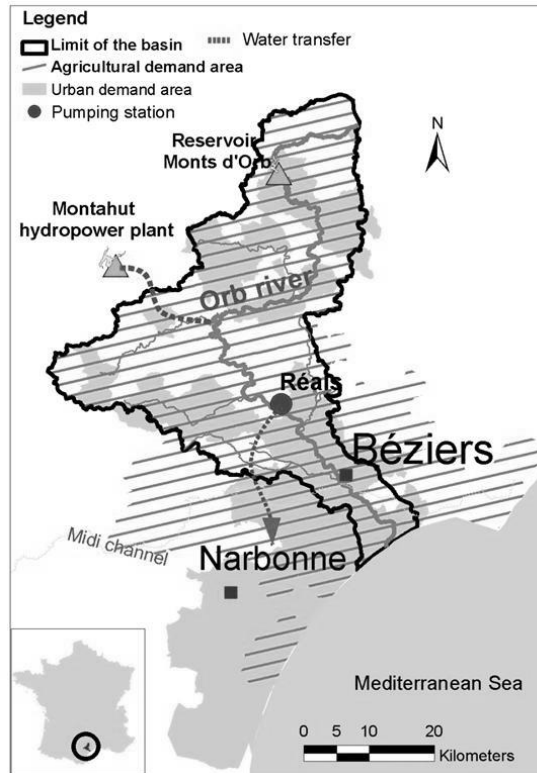 Legend
Limit of the basin
Water transfer
Agricultural demand area
Urban demand area
Pumping station
N
Reservoir
Monts d'Orb
Montahut
hydropower plant
Orb river
Réals
Béziers
Midi channel
Narbonne
Mediterranean Sea
0 5 10 20
Kilometers